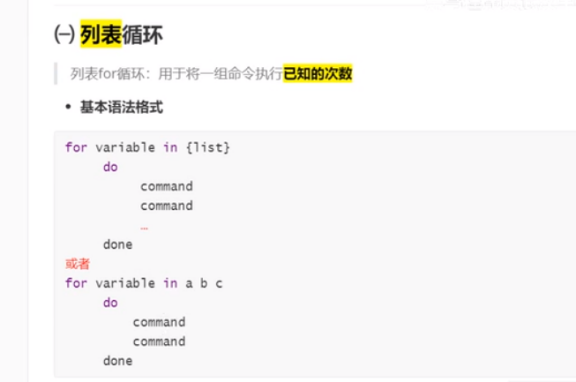 ㈠ 列表循环
列表for循环：用于将一组命令执行已知的次数
• 基本语法格式
for variable in {list}
do
command
command
…
done
或者
for variable in a b c
do
command
command
done